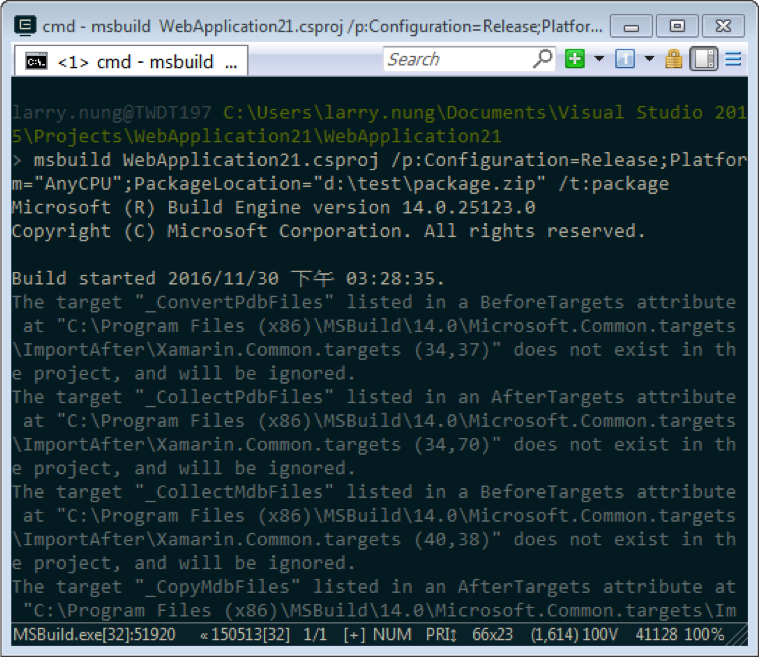 cmd - msbuild  WebApplication21.csproj /p:Configuration=Release;Platfor...
<1> cmd - msbuild  ...
Search
1
larry.nung@TWDT197 C:\Users\larry.nung\Documents\Visual Studio 201
5\Projects\WebApplication21\WebApplication21
> msbuild WebApplication21.csproj /p:Configuration=Release;Platfor
m="AnyCPU";PackageLocation="d:\test\package.zip" /t:package
Microsoft (R) Build Engine version 14.0.25123.0
Copyright (C) Microsoft Corporation. All rights reserved.
Build started 2016/11/30 下午 03:28:35.
The target "_ConvertPdbFiles" listed in a BeforeTargets attribute
 at "C:\Program Files (x86)\MSBuild\14.0\Microsoft.Common.targets
\ImportAfter\Xamarin.Common.targets (34,37)" does not exist in th
e project, and will be ignored.
The target "_CollectPdbFiles" listed in an AfterTargets attribute
 at "C:\Program Files (x86)\MSBuild\14.0\Microsoft.Common.targets
\ImportAfter\Xamarin.Common.targets (34,70)" does not exist in th
e project, and will be ignored.
The target "_CollectMdbFiles" listed in a BeforeTargets attribute
 at "C:\Program Files (x86)\MSBuild\14.0\Microsoft.Common.targets
\ImportAfter\Xamarin.Common.targets (40,38)" does not exist in th
e project, and will be ignored.
The target "_CopyMdbFiles" listed in an AfterTargets attribute at
 "C:\Program Files (x86)\MSBuild\14.0\Microsoft.Common.targets\Im
MSBuild.exe[32]:51920 «150513[32] 1/1 [+] NUM PRI↕ 66x23 (1,614) 100V 41128 100%